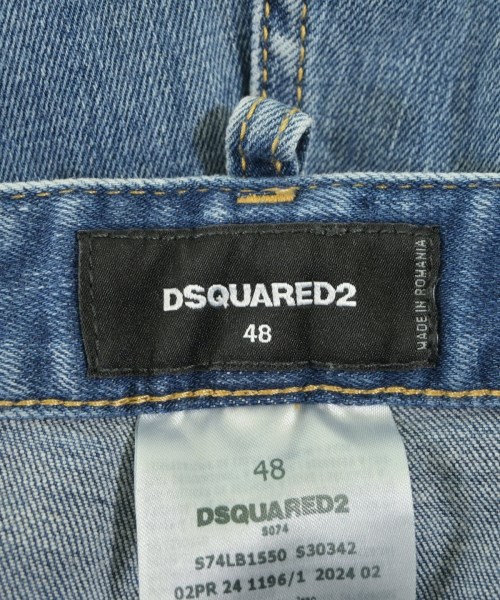 DSQUARED2
48
MADE IN ROMANIA
48
DSQUARED2
S074
S74LB1550 S30342
02PR 24 1196/1 2024 02